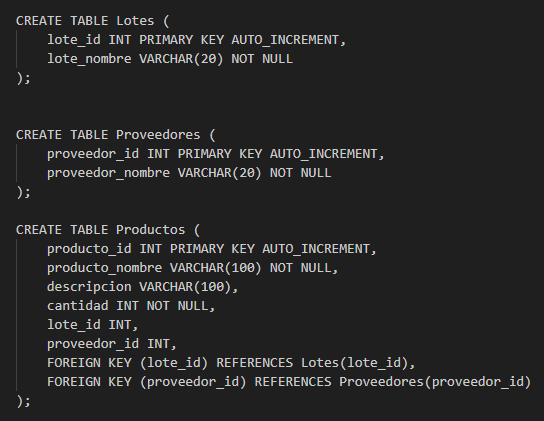 CREATE TABLE Lotes (
    lote_id INT PRIMARY KEY AUTO_INCREMENT,
    lote_nombre VARCHAR(20) NOT NULL
);
CREATE TABLE Proveedores (
    proveedor_id INT PRIMARY KEY AUTO_INCREMENT,
    proveedor_nombre VARCHAR(20) NOT NULL
);
CREATE TABLE Productos (
    producto_id INT PRIMARY KEY AUTO_INCREMENT,
    producto_nombre VARCHAR(100) NOT NULL,
    descripcion VARCHAR(100),
    cantidad INT NOT NULL,
    lote_id INT,
    proveedor_id INT,
    FOREIGN KEY (lote_id) REFERENCES Lotes(lote_id),
    FOREIGN KEY (proveedor_id) REFERENCES Proveedores(proveedor_id)
);